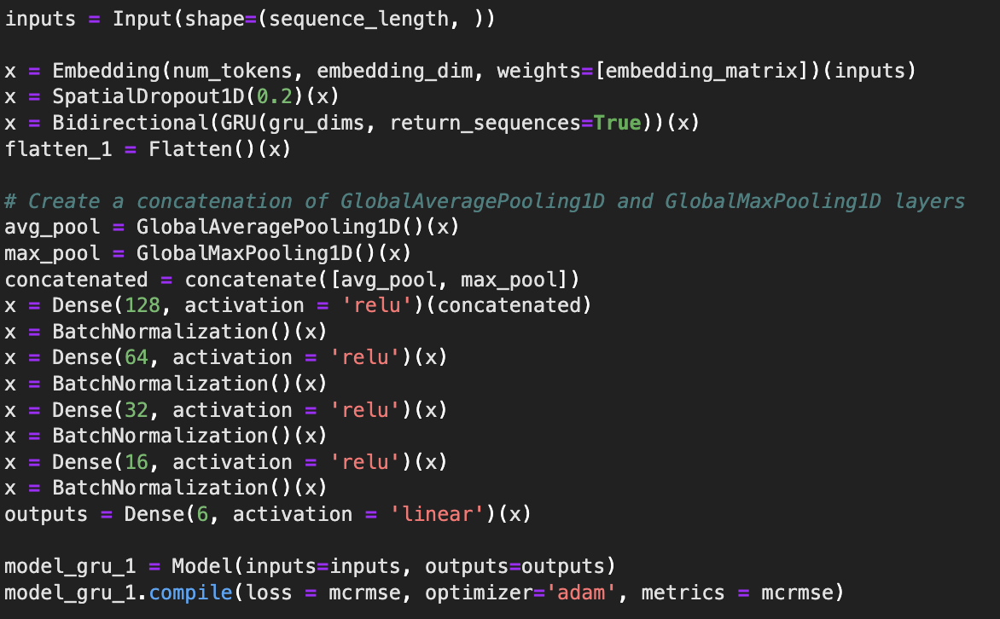 inputs = Input(shape=(sequence_length, ))
x = Embedding(num_tokens, embedding_dim, weights=[embedding_matrix])(inputs)
x = SpatialDropout1D(0.2)(x)
x = Bidirectional(GRU(gru_dims, return_sequences=True))(x)
flatten_1 = Flatten()(x)
# Create a concatenation of GlobalAveragePooling1D and GlobalMaxPooling1D layers
avg_pool = GlobalAveragePooling1D()(x)
max_pool = GlobalMaxPooling1D()(x)
concatenated = concatenate([avg_pool, max_pool])
x = Dense(128, activation = 'relu')(concatenated)
x = BatchNormalization()(x)
x = Dense(64, activation = 'relu')(x)
x = BatchNormalization()(x)
x = Dense(32, activation = 'relu')(x)
x = BatchNormalization()(x)
x = Dense(16, activation = 'relu')(x)
x = BatchNormalization()(x)
outputs = Dense(6, activation = 'linear')(x)
model_gru_1 = Model(inputs=inputs, outputs=outputs)
model_gru_1.compile(loss = mcrmse, optimizer='adam', metrics = mcrmse)